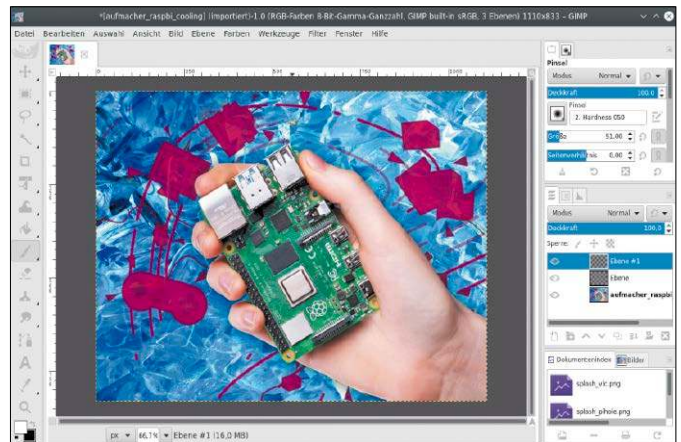 *[aufmacher_raspbi_cooling] (importiert)-1.0 (RGB-Farben 8-Bit-Gamma-Ganzzahl, GIMP built-in sRGB, 3 Ebenen) 1110x833 – GIMP
Datei Bearbeiten Auswahl Ansicht Bild Ebene Farben Werkzeuge Filter Fenster Hilfe
Pinsel
Modus Normal
Deckkraft 100,0
Pinsel
2. Hardness 050
Größe 51,00
Seitenverhältnis 0,00
Modus Normal
Deckkraft 100,0
Sperre:
Ebene #1
Ebene
aufmacher_raspbi
Dokumentenindex Bilder
splash_vic.png
splash_pihole.png
px 66,7% Ebene #1 (16,0 MB)